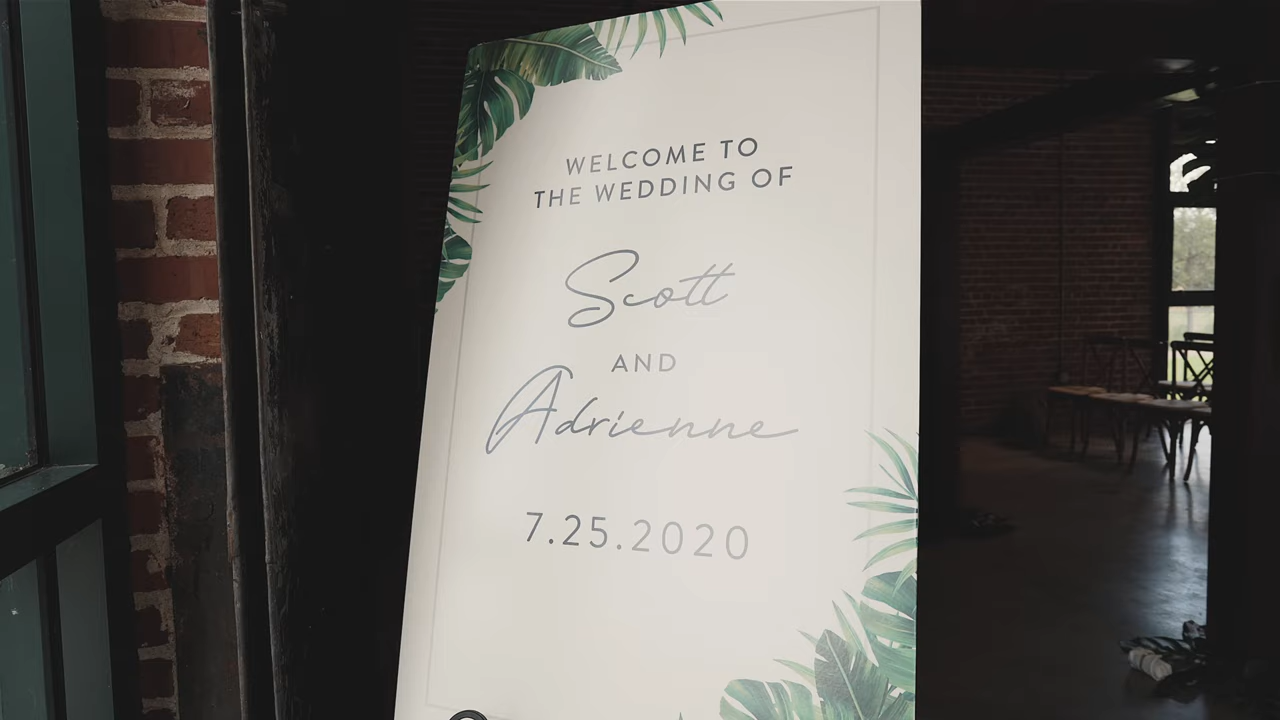 WELCOME TO
THE WEDDING OF
Scott
AND
Adrienne
7.25.2020